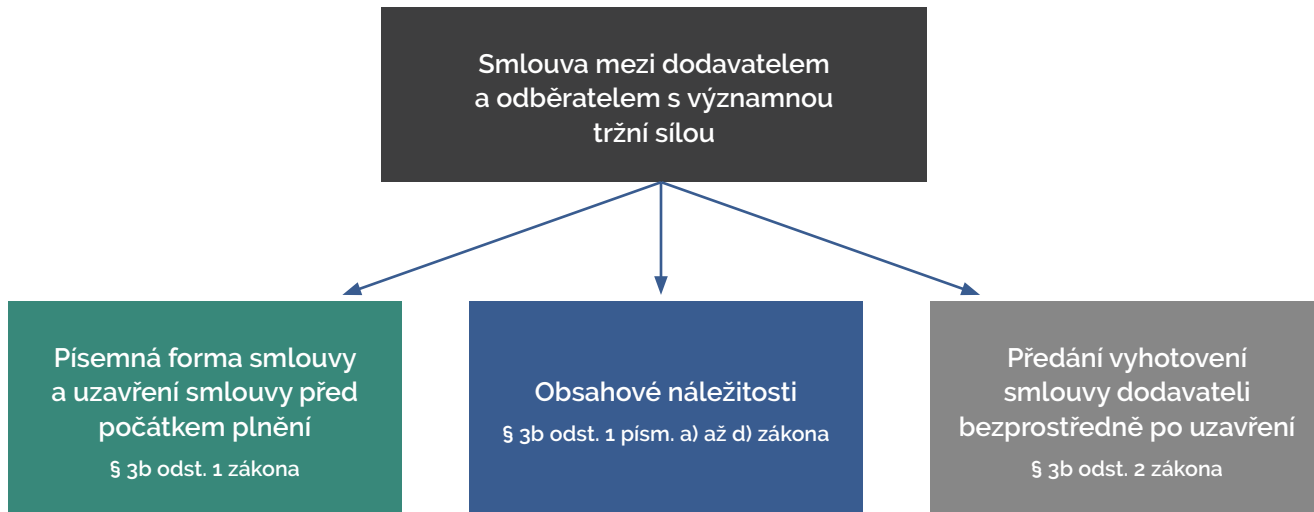 Smlouva mezi dodavatelem
a odběratelem s významnou
tržní sílou
Písemná forma smlouvy
a uzavření smlouvy před
počátkem plnění
§ 3b odst. 1 zákona
Obsahové náležitosti
§ 3b odst. 1 písm. a) až d) zákona
Předání vyhotovení
smlouvy dodavateli
bezprostředně po uzavření
§ 3b odst. 2 zákona